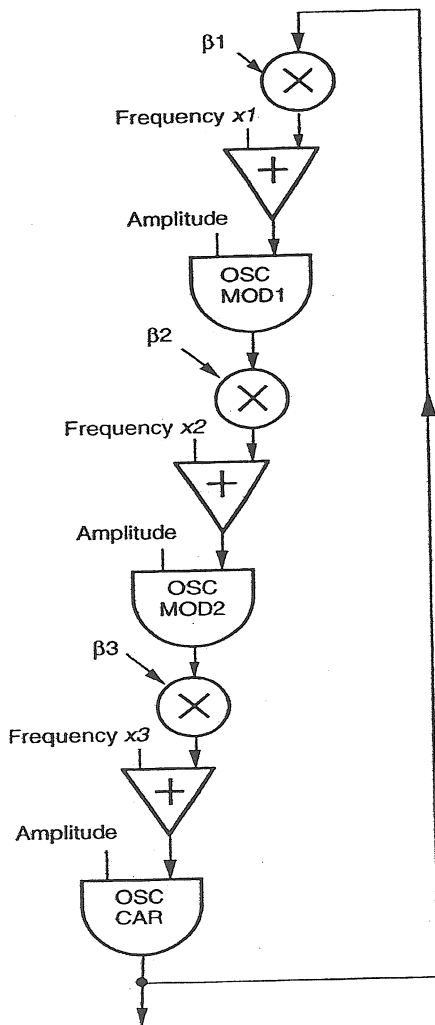 β1
Frequency x1
+
Amplitude
OSC
MOD1
β2
Frequency x2
+
Amplitude
OSC
MOD2
β3
Frequency x3
+
Amplitude
OSC
CAR